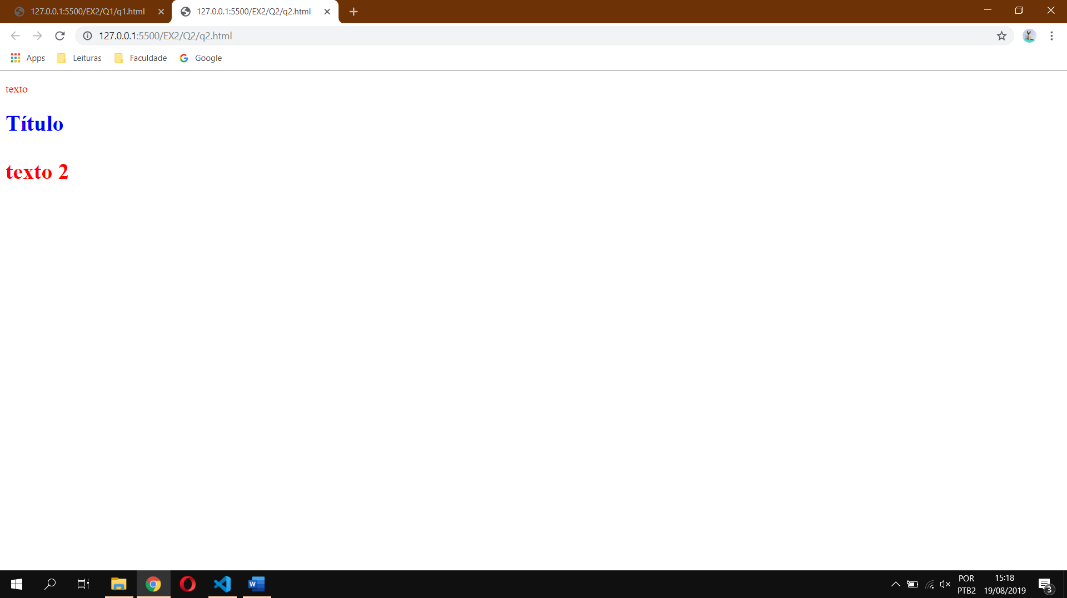 127.0.0.1:5500/EX2/Q1/q1.html
127.0.0.1:5500/EX2/Q2/q2.html
127.0.0.1:5500/EX2/Q2/q2.html
Apps Leituras Faculdade Google
texto
Título
texto 2
POR 15:18
PTB2 19/08/2019
3